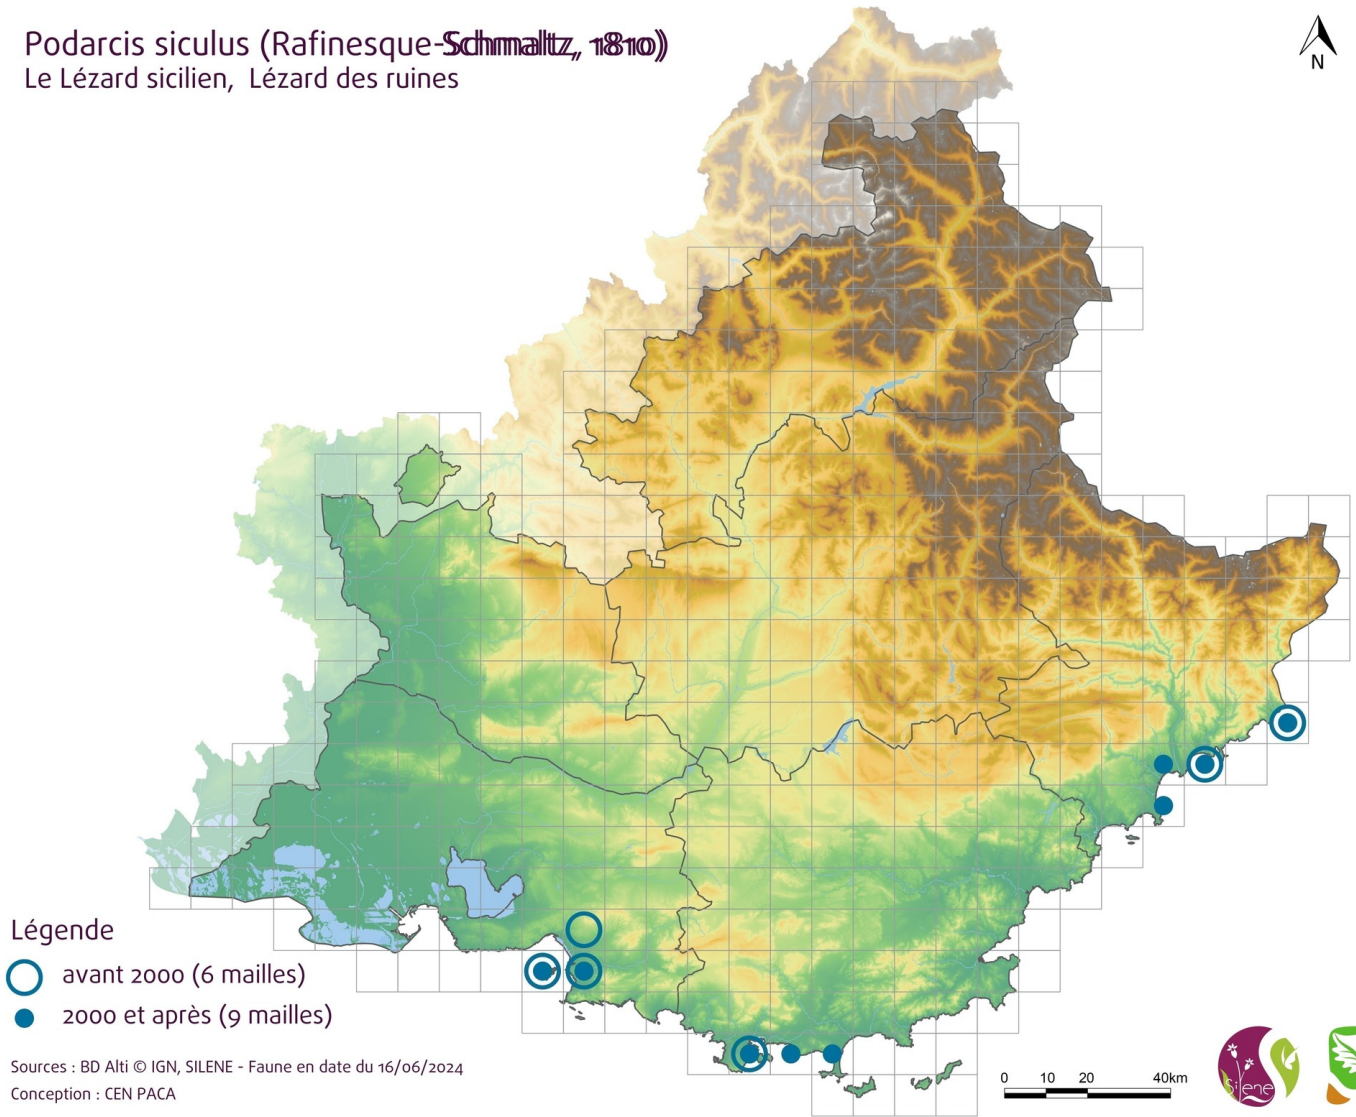 Podarcis siculus (Rafinesque-Schmaltz, 1810)
Le Lézard sicilien, Lézard des ruines
N
Légende
avant 2000 (6 mailles)
2000 et après (9 mailles)
Sources : BD Alti © IGN, SILENE - Faune en date du 16/06/2024
Conception : CEN PACA
0 10 20 40km
Silene